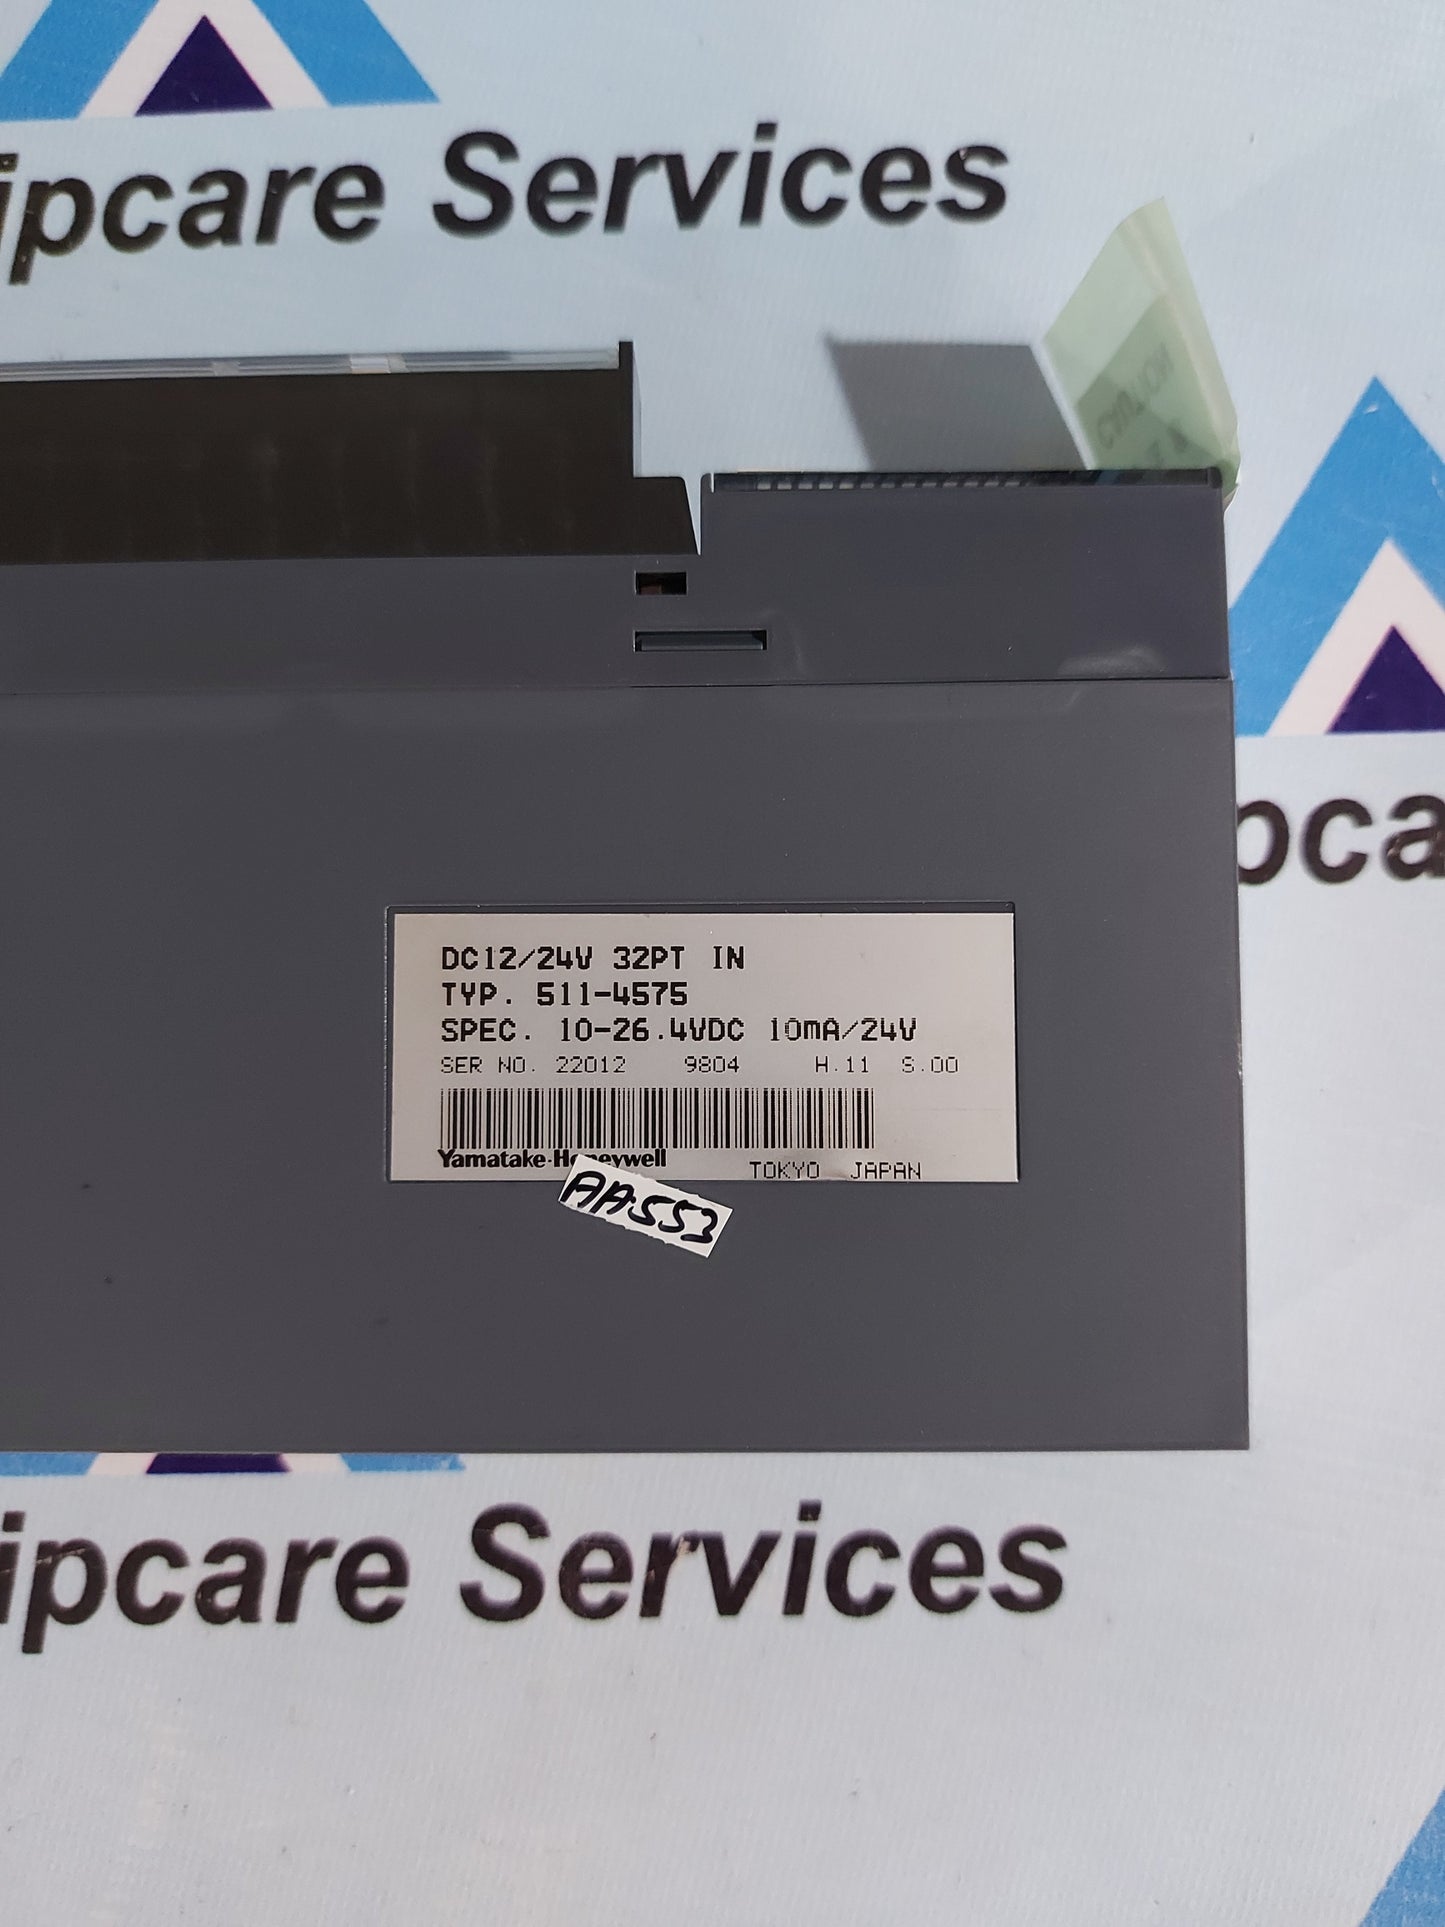 ipcare Services
CAUTION
pca
DC12/24V 32PT IN
TYP. 511-4575
SPEC. 10-26.4VDC 10mA/24V
SER NO. 22012 9804 H.11 S.00
Yamatake-Honeywell
TOKYO JAPAN
AA553
ipcare Services